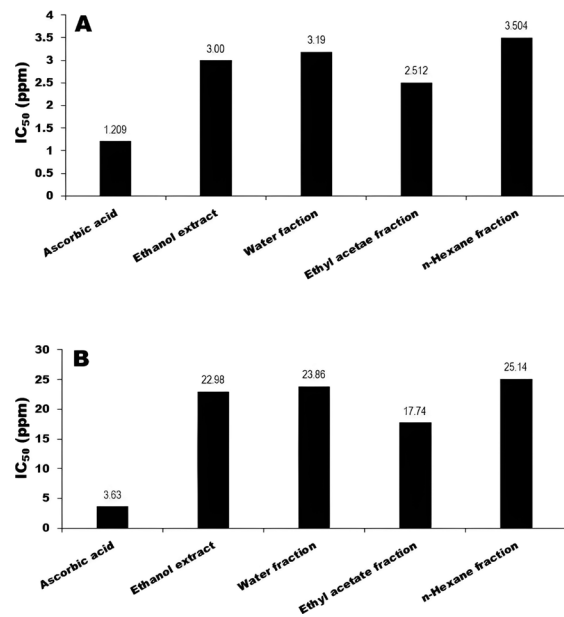 A
IC50 (ppm)
4
3.5
3
2.5
2
1.5
1
0.5
0
1.209
3.00
3.19
2.512
3.504
Ascorbic acid
Ethanol extract
Water faction
Ethyl acetae fraction
n-Hexane fraction
B
IC50 (ppm)
30
25
20
15
10
5
0
3.63
22.98
23.86
17.74
25.14
Ascorbic acid
Ethanol extract
Water fraction
Ethyl acetate fraction
n-Hexane fraction